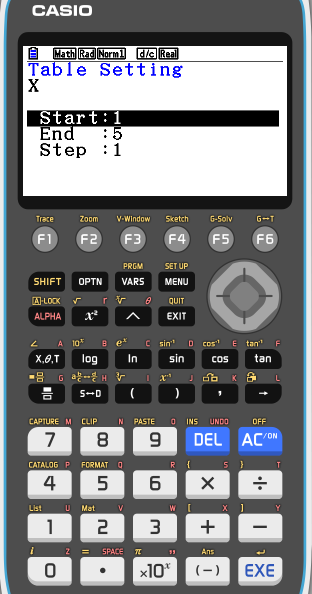 CASIO
Math Rad Norm1 d/c Real
Table Setting
X
Start:1
End :5
Step :1
Trace Zoom V-Window Sketch G-Solv G↔T
F1 F2 F3 F4 F5 F6
PRGM SET UP
SHIFT OPTN VARS MENU
A-LOCK √ r ∛ θ QUIT
ALPHA x² ^ EXIT
∠ A 10ˣ B eˣ C sin⁻¹ D cos⁻¹ E tan⁻¹ F
X,θ,T log ln sin cos tan
G H I x⁻¹ J K L
S↔D ( ) , →
CAPTURE M CLIP N PASTE O INS UNDO OFF
7 8 9 DEL AC/ON
CATALOG P FORMAT Q R { S } T
4 5 6 × ÷
List U Mat V W [ X ] Y
1 2 3 + −
i Z = SPACE π " Ans ↵
0 • ×10ˣ (−) EXE